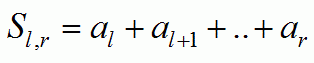 S_{l,r} = a_l + a_{l+1} + .. + a_r